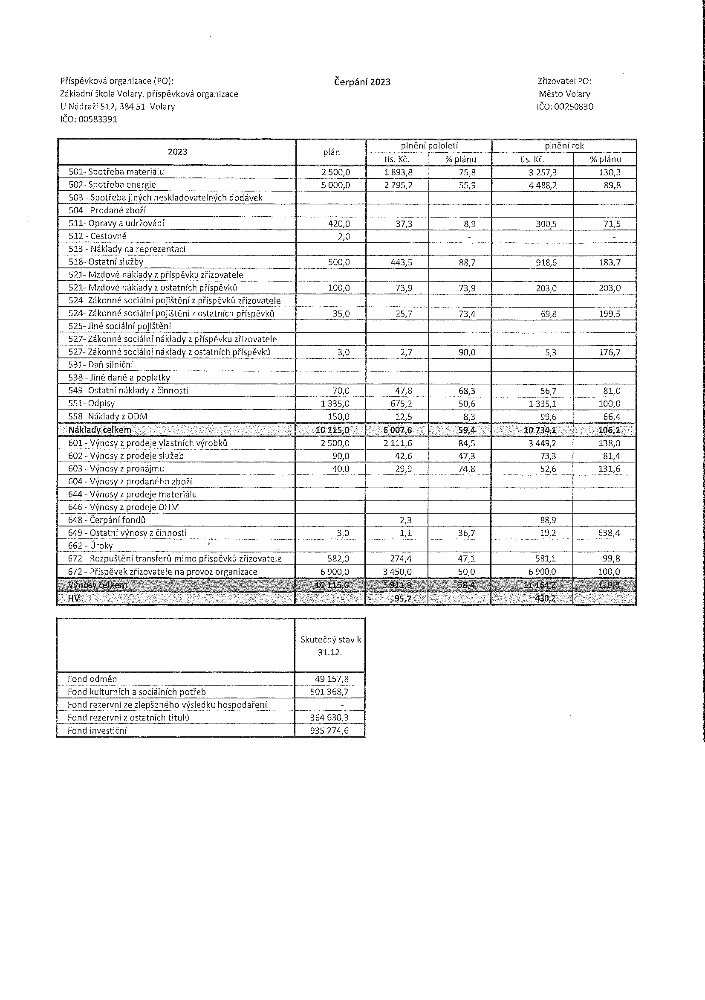 Příspěvková organizace (PO):
Čerpání 2023
Zřizovatel PO:
Základní škola Volary, příspěvková organizace
Město Volary
U Nádraží 512, 384 51 Volary
IČO: 00250830
IČO: 00583391
2023 plán plnění pololetí plnění rok
tis. Kč. % plánu tis. Kč. % plánu
501- Spotřeba materiálu 2 500,0 1 893,8 75,8 3 257,3 130,3
502- Spotřeba energie 5 000,0 2 795,2 55,9 4 488,2 89,8
503 - Spotřeba jiných neskladovatelných dodávek
504 - Prodané zboží
511- Opravy a udržování 420,0 37,3 8,9 300,5 71,5
512 - Cestovné 2,0 - -
513 - Náklady na reprezentaci
518- Ostatní služby 500,0 443,5 88,7 918,6 183,7
521- Mzdové náklady z příspěvku zřizovatele
521- Mzdové náklady z ostatních příspěvků 100,0 73,9 73,9 203,0 203,0
524- Zákonné sociální pojištění z příspěvků zřizovatele
524- Zákonné sociální pojištění z ostatních příspěvků 35,0 25,7 73,4 69,8 199,5
525- Jiné sociální pojištění
527- Zákonné sociální náklady z příspěvku zřizovatele
527- Zákonné sociální náklady z ostatních příspěvků 3,0 2,7 90,0 5,3 176,7
531- Daň silniční
538 - Jiné daně a poplatky
549- Ostatní náklady z činnosti 70,0 47,8 68,3 56,7 81,0
551- Odpisy 1 335,0 675,2 50,6 1 335,1 100,0
558- Náklady z DDM 150,0 12,5 8,3 99,6 66,4
Náklady celkem 10 115,0 6 007,6 59,4 10 734,1 106,1
601 - Výnosy z prodeje vlastních výrobků 2 500,0 2 111,6 84,5 3 449,2 138,0
602 - Výnosy z prodeje služeb 90,0 42,6 47,3 73,3 81,4
603 - Výnosy z pronájmu 40,0 29,9 74,8 52,6 131,6
604 - Výnosy z prodaného zboží
644 - Výnosy z prodeje materiálu
646 - Výnosy z prodeje DHM
648 - Čerpání fondů 2,3 88,9
649 - Ostatní výnosy z činnosti 3,0 1,1 36,7 19,2 638,4
662 - Úroky
672 - Rozpuštění transferů mimo příspěvků zřizovatele 582,0 274,4 47,1 581,1 99,8
672 - Příspěvek zřizovatele na provoz organizace 6 900,0 3 450,0 50,0 6 900,0 100,0
Výnosy celkem 10 115,0 5 911,9 58,4 11 164,2 110,4
HV - - 95,7 430,2
Skutečný stav k
31.12.
Fond odměn 49 157,8
Fond kulturních a sociálních potřeb 501 368,7
Fond rezervní ze zlepšeného výsledku hospodaření -
Fond rezervní z ostatních titulů 364 630,3
Fond investiční 935 274,6